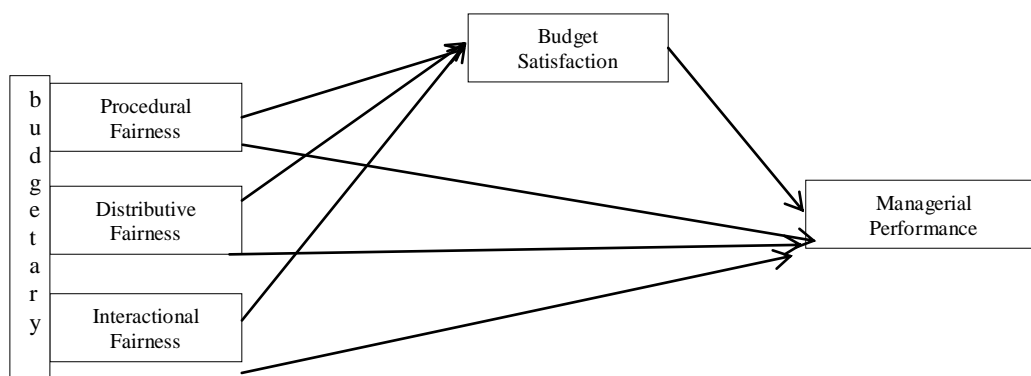 Budget
Satisfaction
b
u
d
g
e
t
a
r
y
Procedural
Fairness
Distributive
Fairness
Interactional
Fairness
Managerial
Performance